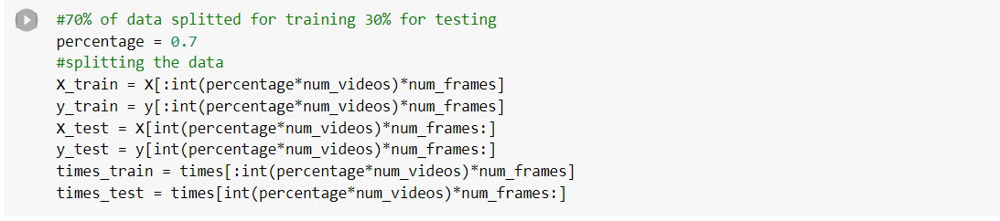 #70% of data splitted for training 30% for testing
percentage = 0.7
#splitting the data
X_train = X[:int(percentage*num_videos)*num_frames]
y_train = y[:int(percentage*num_videos)*num_frames]
X_test = X[int(percentage*num_videos)*num_frames:]
y_test = y[int(percentage*num_videos)*num_frames:]
times_train = times[:int(percentage*num_videos)*num_frames]
times_test = times[int(percentage*num_videos)*num_frames:]